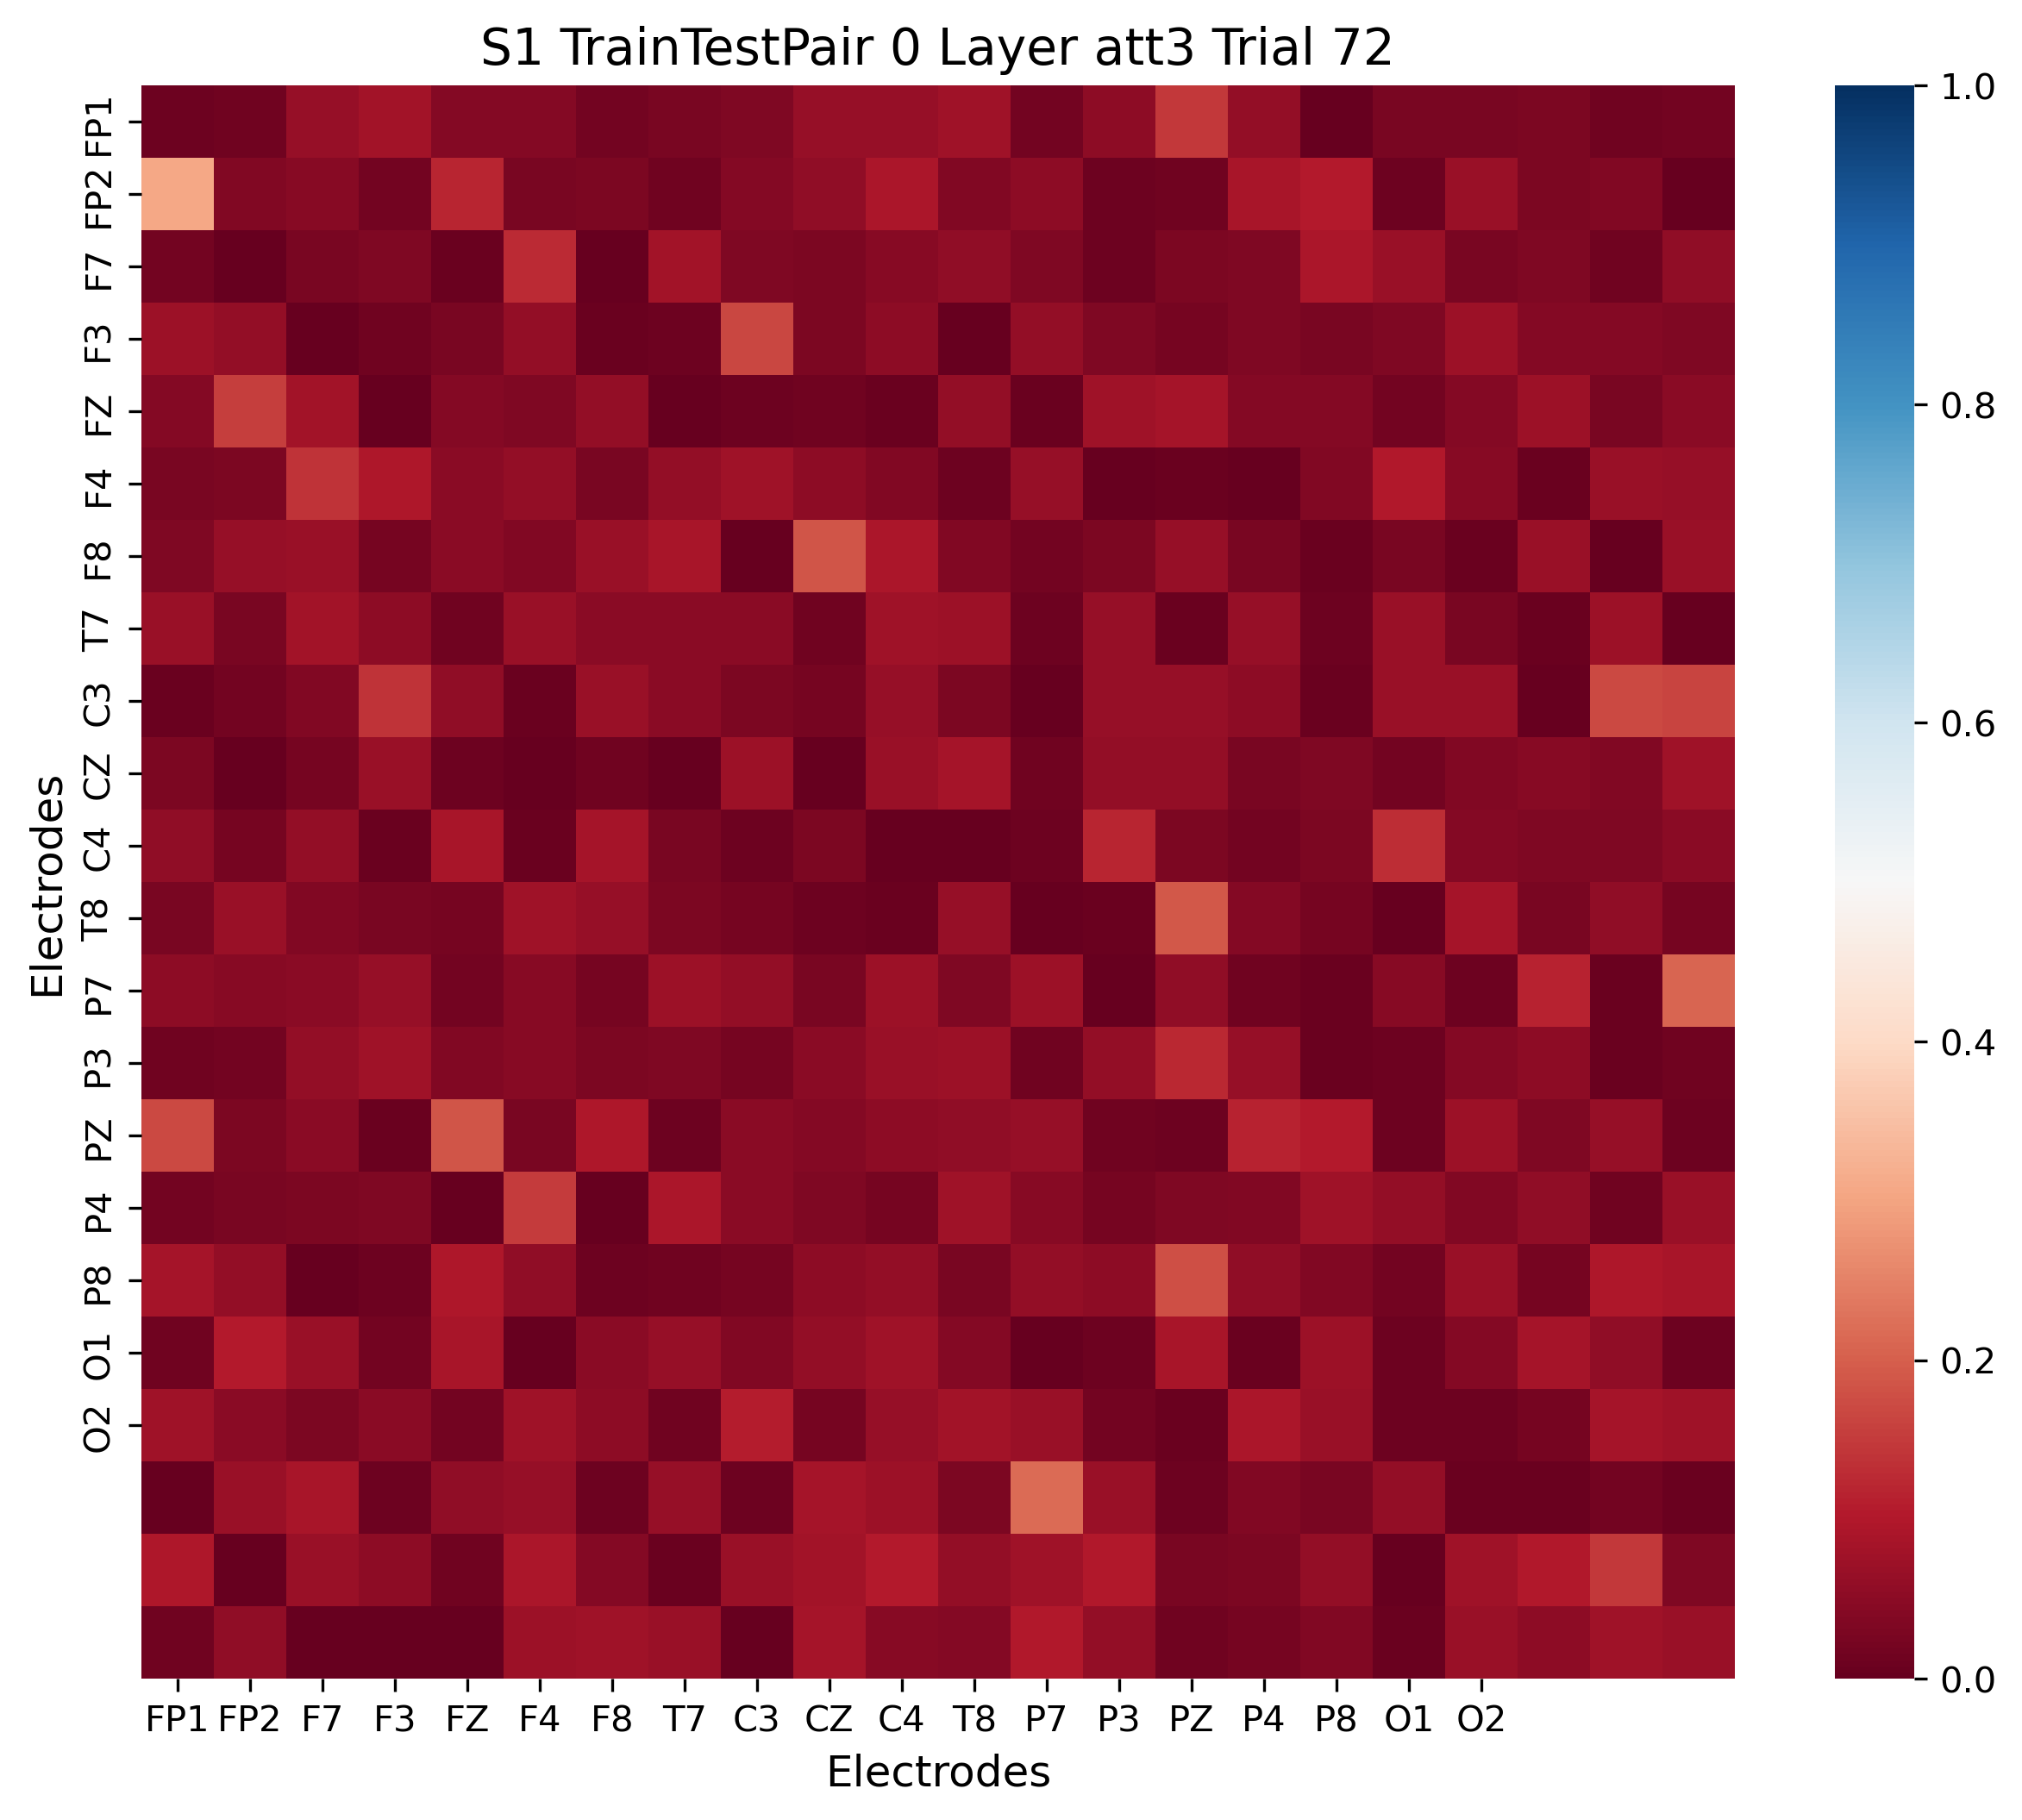 S1 TrainTestPair 0 Layer att3 Trial 72
Electrodes
FP1
FP2
F7
F3
FZ
F4
F8
T7
C3
CZ
C4
T8
P7
P3
PZ
P4
P8
O1
O2
FP1 FP2 F7 F3 FZ F4 F8 T7 C3 CZ C4 T8 P7 P3 PZ P4 P8 O1 O2
Electrodes
1.0
0.8
0.6
0.4
0.2
0.0